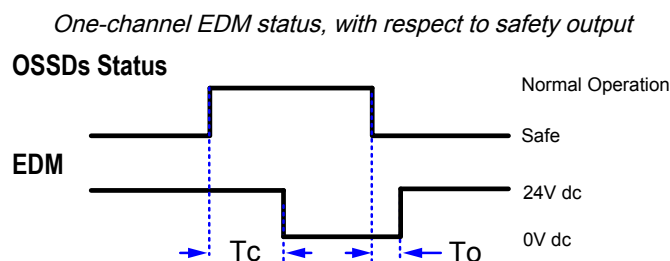 One-channel EDM status, with respect to safety output
OSSDs Status
Normal Operation
Safe
EDM
24V dc
0V dc
Tc
To